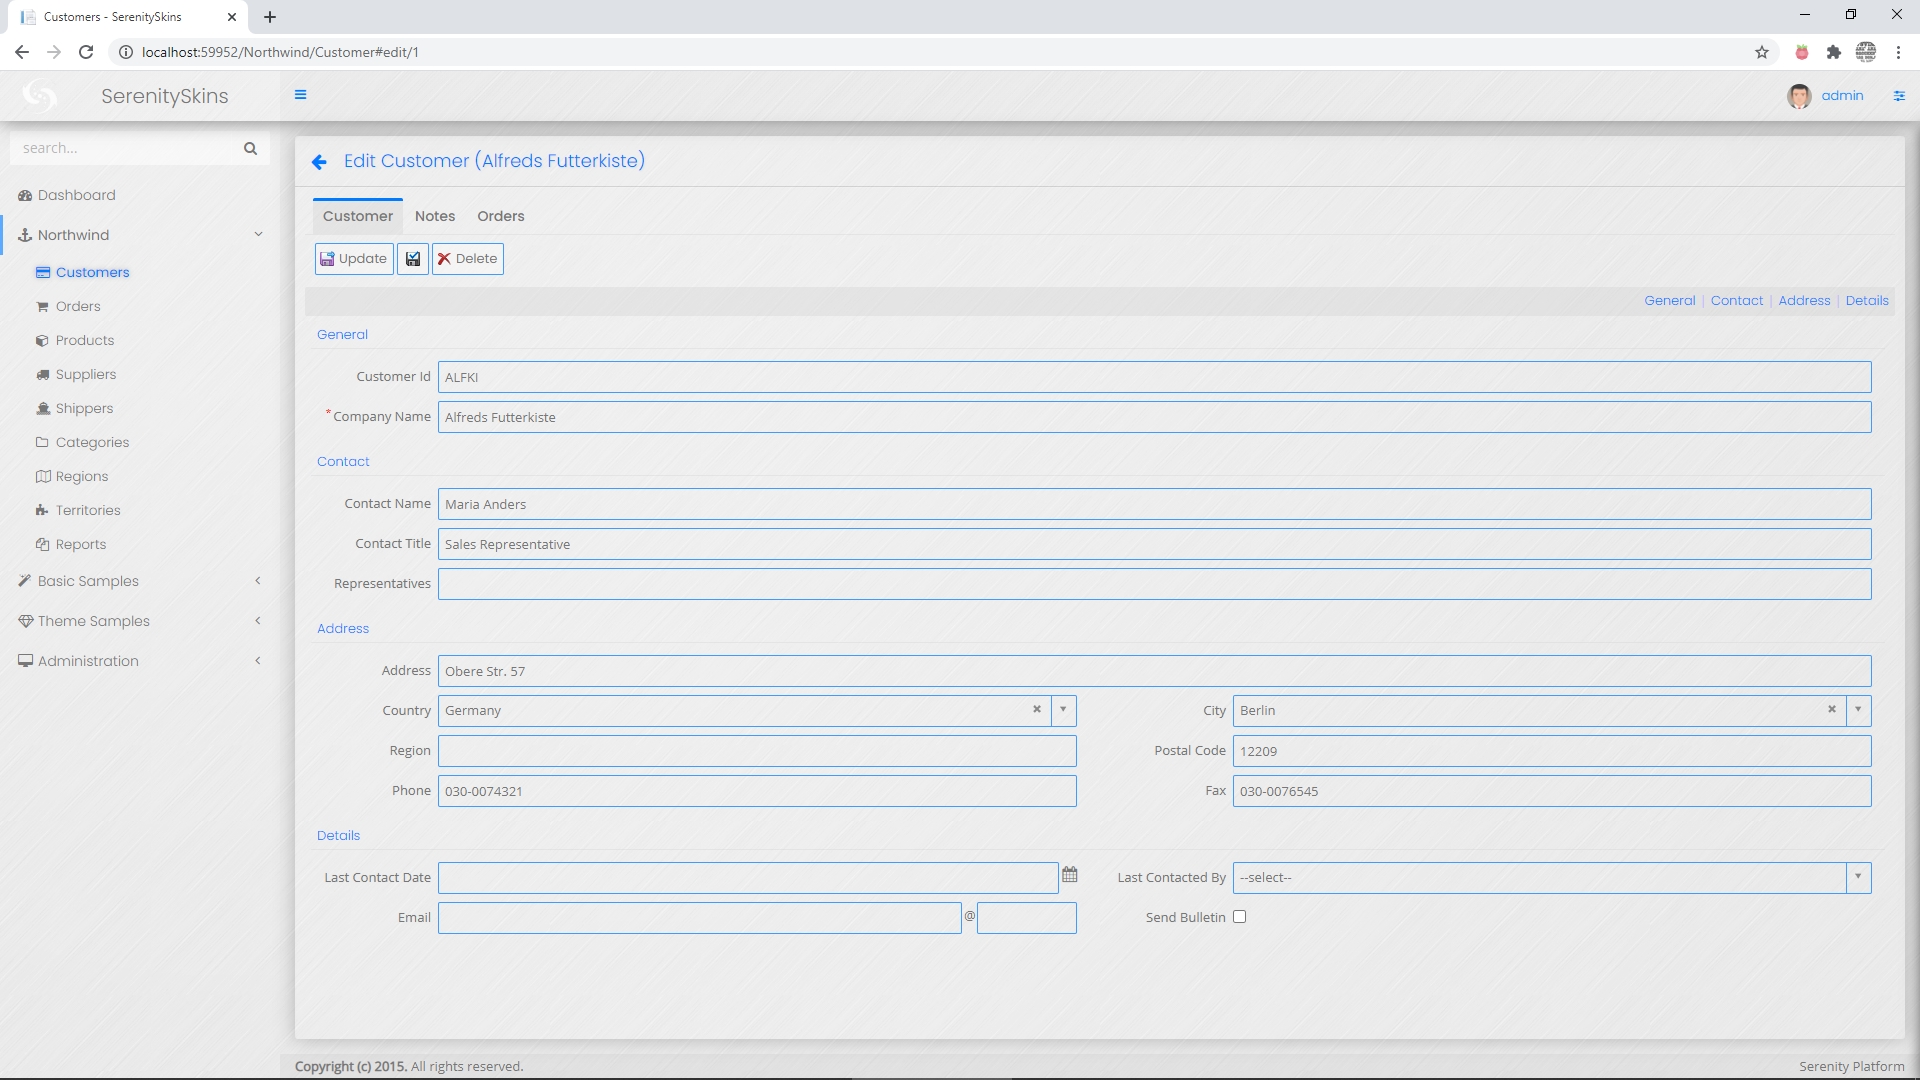 Customers - SerenitySkins
localhost:59952/Northwind/Customer#edit/1
SerenitySkins
admin
search...
Dashboard
Northwind
Customers
Orders
Products
Suppliers
Shippers
Categories
Regions
Territories
Reports
Basic Samples
Theme Samples
Administration
Edit Customer (Alfreds Futterkiste)
Customer Notes Orders
Update Delete
General | Contact | Address | Details
General
Customer Id ALFKI
* Company Name Alfreds Futterkiste
Contact
Contact Name Maria Anders
Contact Title Sales Representative
Representatives
Address
Address Obere Str. 57
Country Germany City Berlin
Region Postal Code 12209
Phone 030-0074321 Fax 030-0076545
Details
Last Contact Date Last Contacted By --select--
Email @ Send Bulletin
Copyright (c) 2015. All rights reserved. Serenity Platform